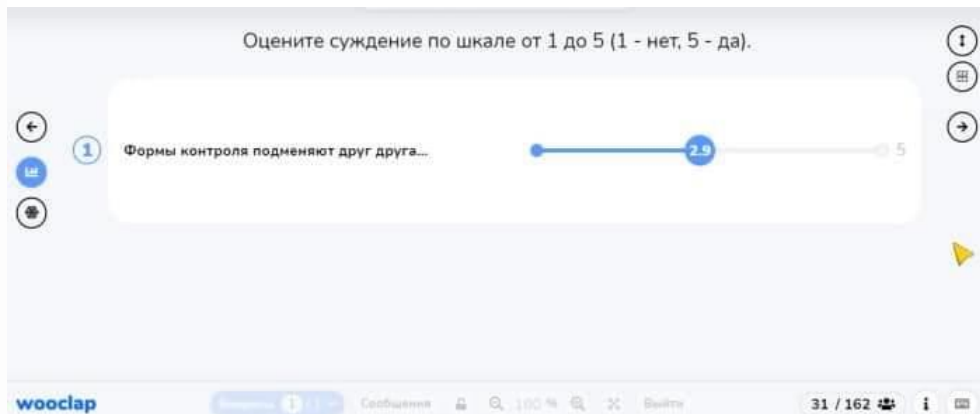 Оцените суждение по шкале от 1 до 5 (1 - нет, 5 - да).
1 Формы контроля подменяют друг друга... 2.9 5
wooclap 1 Сообщения 100 % Выйти 31 / 162 i